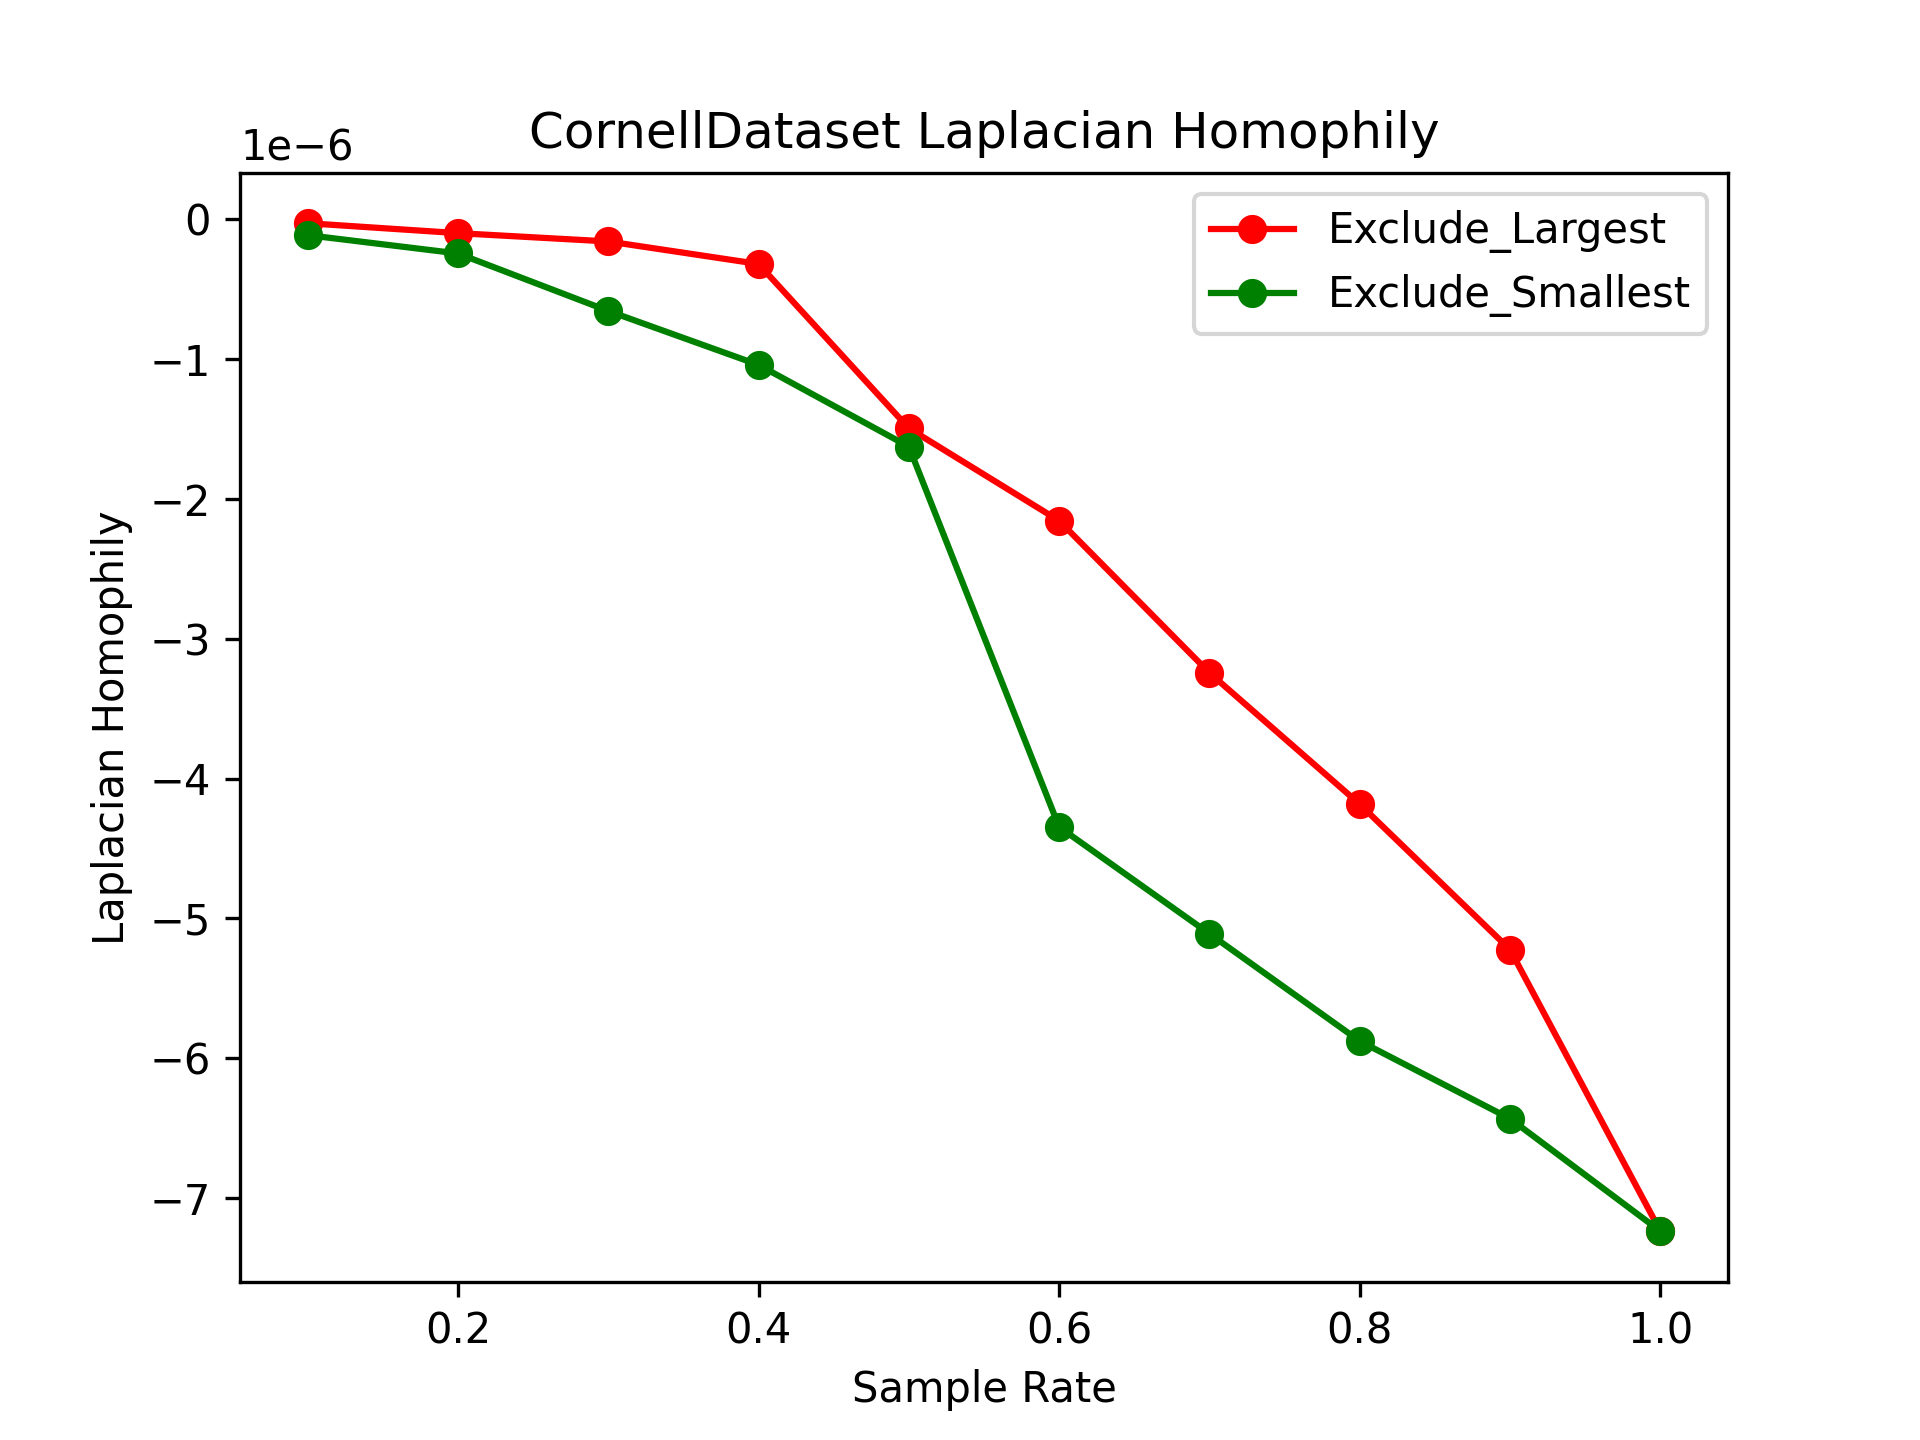 CornellDataset Laplacian Homophily
1e−6
Exclude_Largest
Exclude_Smallest
0
−1
−2
−3
−4
−5
−6
−7
Laplacian Homophily
0.2
0.4
0.6
0.8
1.0
Sample Rate